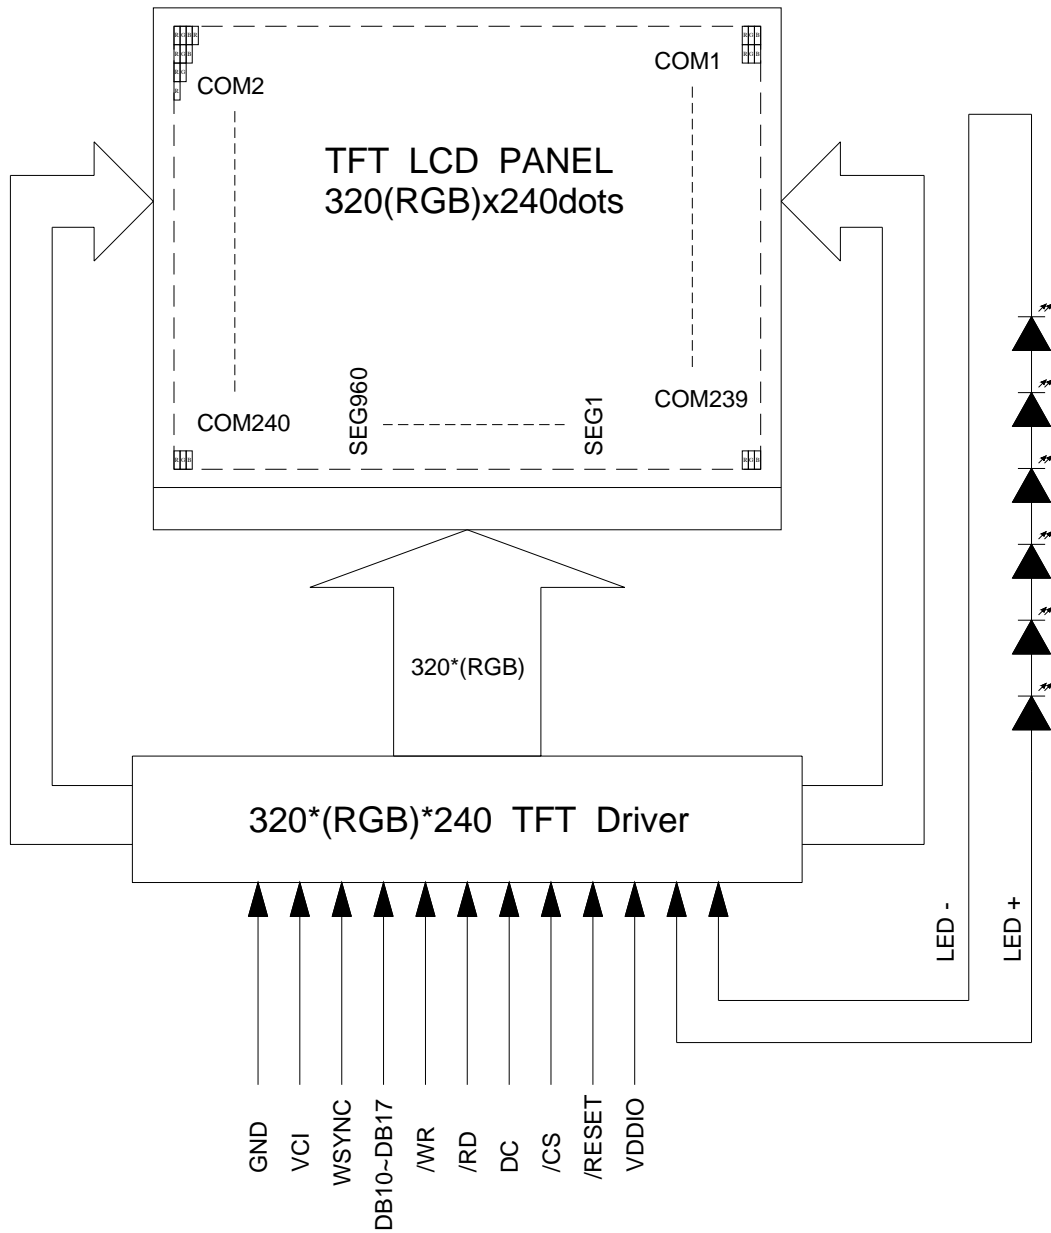 R G B R
R G B
R G
R
R G B
R G B
COM2
COM1
TFT LCD PANEL
320(RGB)x240dots
COM240
SEG960
SEG1
COM239
R G B
R G B
320*(RGB)
320*(RGB)*240 TFT Driver
LED -
LED +
GND
VCI
WSYNC
DB10~DB17
/WR
/RD
DC
/CS
/RESET
VDDIO